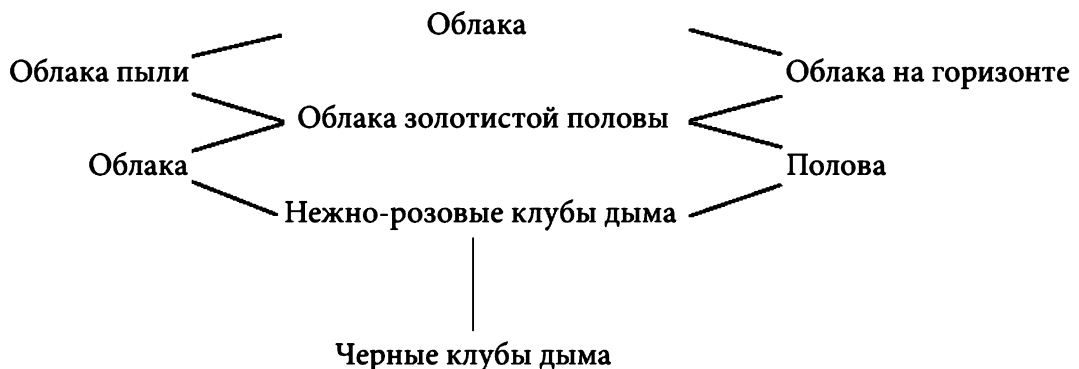 Облака
Облака пыли
Облака на горизонте
Облака золотистой половы
Облака
Полова
Нежно-розовые клубы дыма
Черные клубы дыма